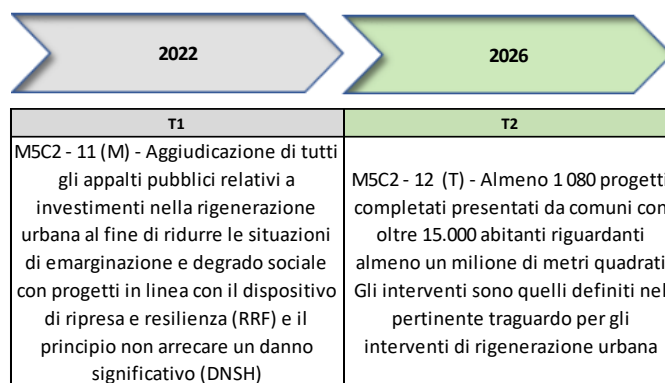 2022
2026
T1
T2
M5C2 - 11 (M) - Aggiudicazione di tutti
gli appalti pubblici relativi a
investimenti nella rigenerazione
urbana al fine di ridurre le situazioni
di emarginazione e degrado sociale
con progetti in linea con il dispositivo
di ripresa e resilienza (RRF) e il
principio non arrecare un danno
significativo (DNSH)
M5C2 - 12 (T) - Almeno 1 080 progetti
completati presentati da comuni con
oltre 15.000 abitanti riguardanti
almeno un milione di metri quadrati
Gli interventi sono quelli definiti nel
pertinente traguardo per gli
interventi di rigenerazione urbana